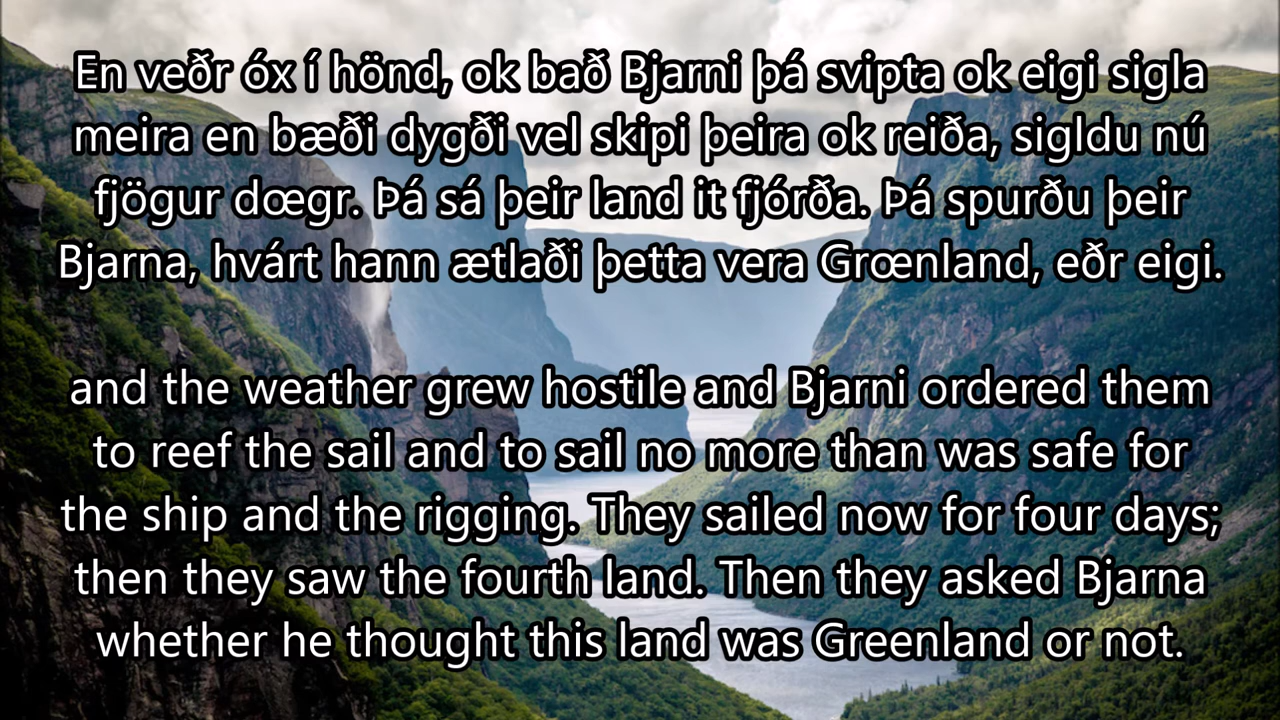 En veðr óx í hönd, ok bað Bjarni þá svipta ok eigi sigla
meira en bæði dygði vel skipi þeira ok reiða, sigldu nú
fjögur dœgr. Þá sá þeir land it fjórða. Þá spurðu þeir
Bjarna, hvárt hann ætlaði þetta vera Grœnland, eðr eigi.
and the weather grew hostile and Bjarni ordered them
to reef the sail and to sail no more than was safe for
the ship and the rigging. They sailed now for four days;
then they saw the fourth land. Then they asked Bjarna
whether he thought this land was Greenland or not.